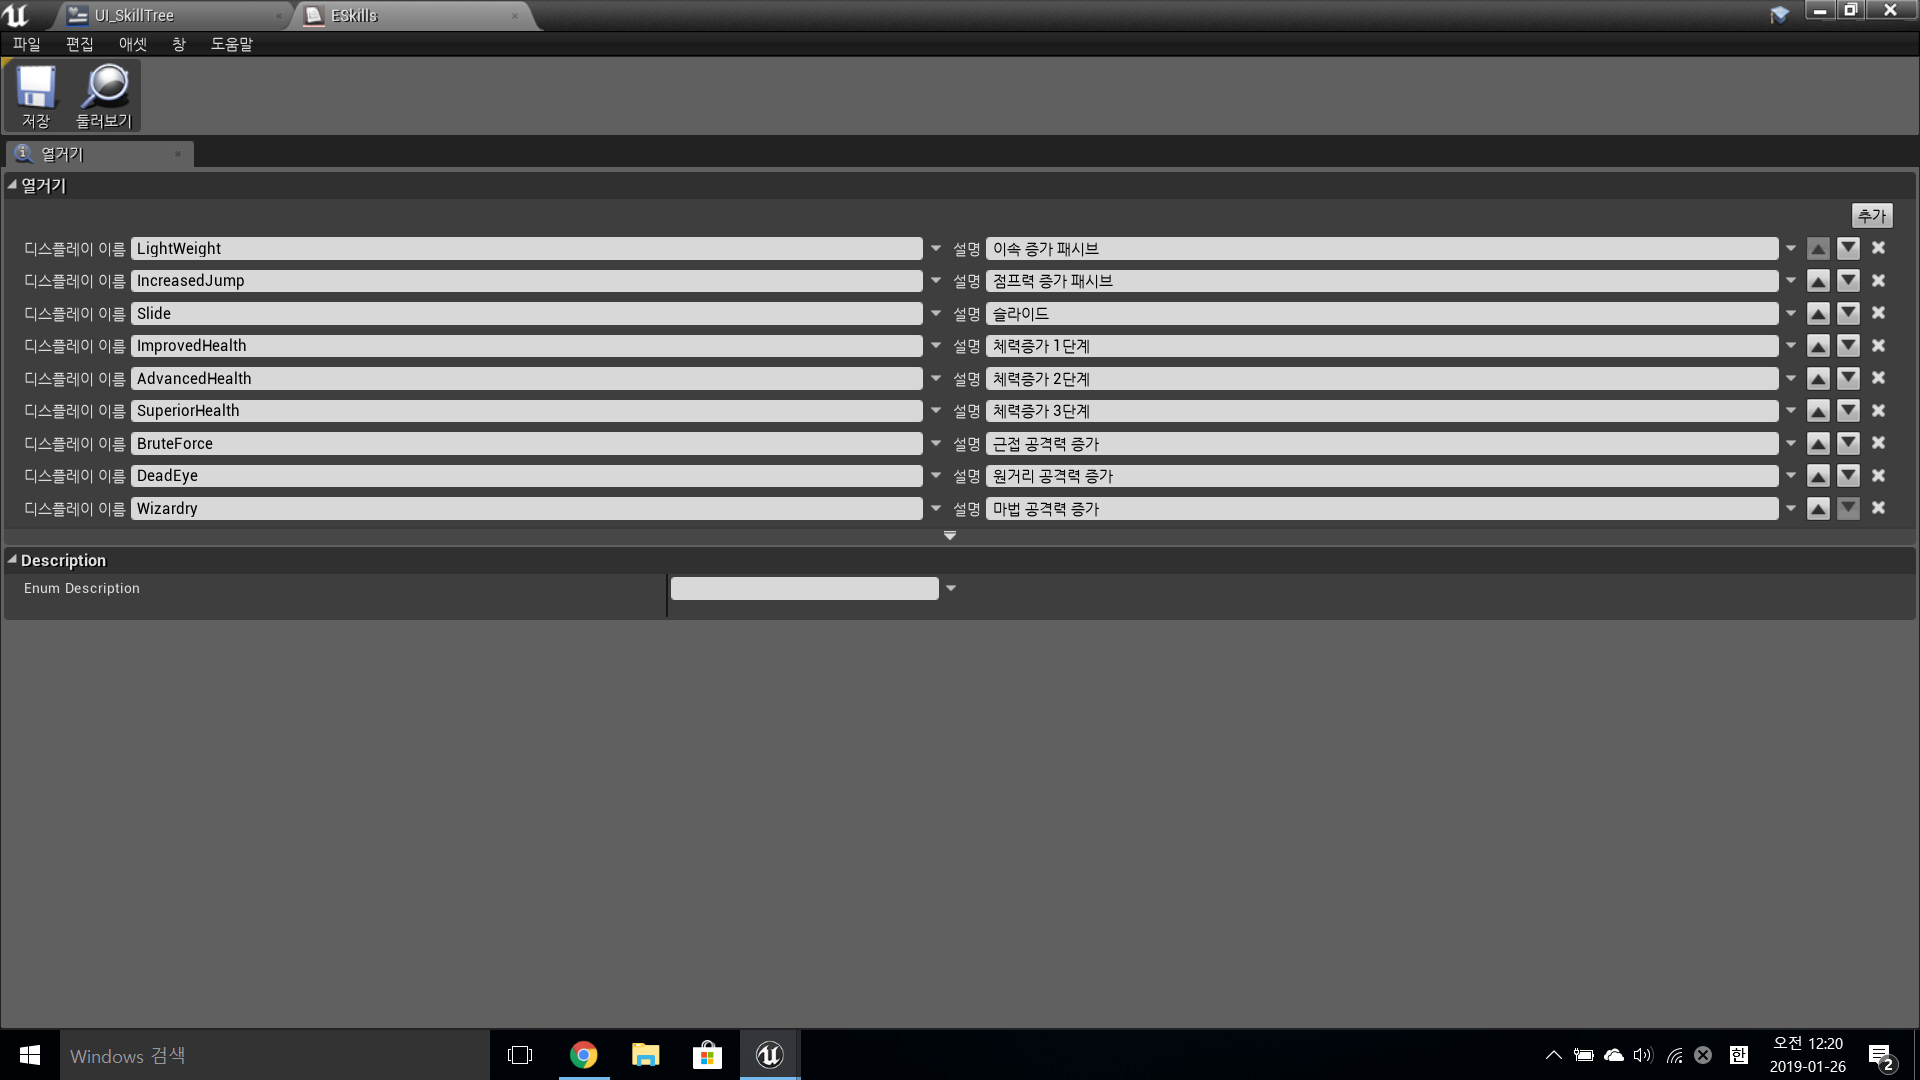 UI_SkillTree
ESkills
파일 편집 애셋 창 도움말
저장 둘러보기
열거기
열거기
추가
디스플레이 이름 LightWeight 설명 이속 증가 패시브
디스플레이 이름 IncreasedJump 설명 점프력 증가 패시브
디스플레이 이름 Slide 설명 슬라이드
디스플레이 이름 ImprovedHealth 설명 체력증가 1단계
디스플레이 이름 AdvancedHealth 설명 체력증가 2단계
디스플레이 이름 SuperiorHealth 설명 체력증가 3단계
디스플레이 이름 BruteForce 설명 근접 공격력 증가
디스플레이 이름 DeadEye 설명 원거리 공격력 증가
디스플레이 이름 Wizardry 설명 마법 공격력 증가
Description
Enum Description
Windows 검색
한
오전 12:20
2019-01-26
2